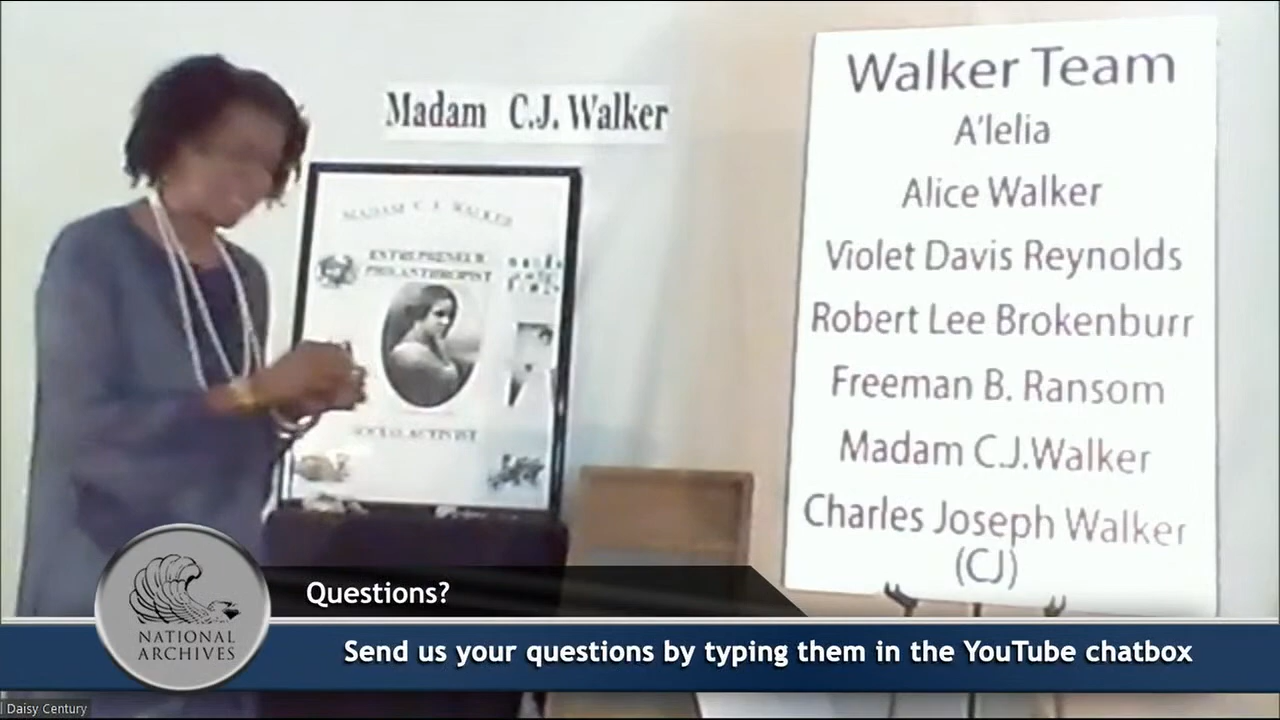 Madam C.J. Walker
MADAM C. J. WALKER
ENTREPRENEUR
PHILANTHROPIST
SOCIAL ACTIVIST
Walker Team
A'lelia
Alice Walker
Violet Davis Reynolds
Robert Lee Brokenburr
Freeman B. Ransom
Madam C.J.Walker
Charles Joseph Walker
(CJ)
Questions?
Send us your questions by typing them in the YouTube chatbox
NATIONAL
ARCHIVES
Daisy Century